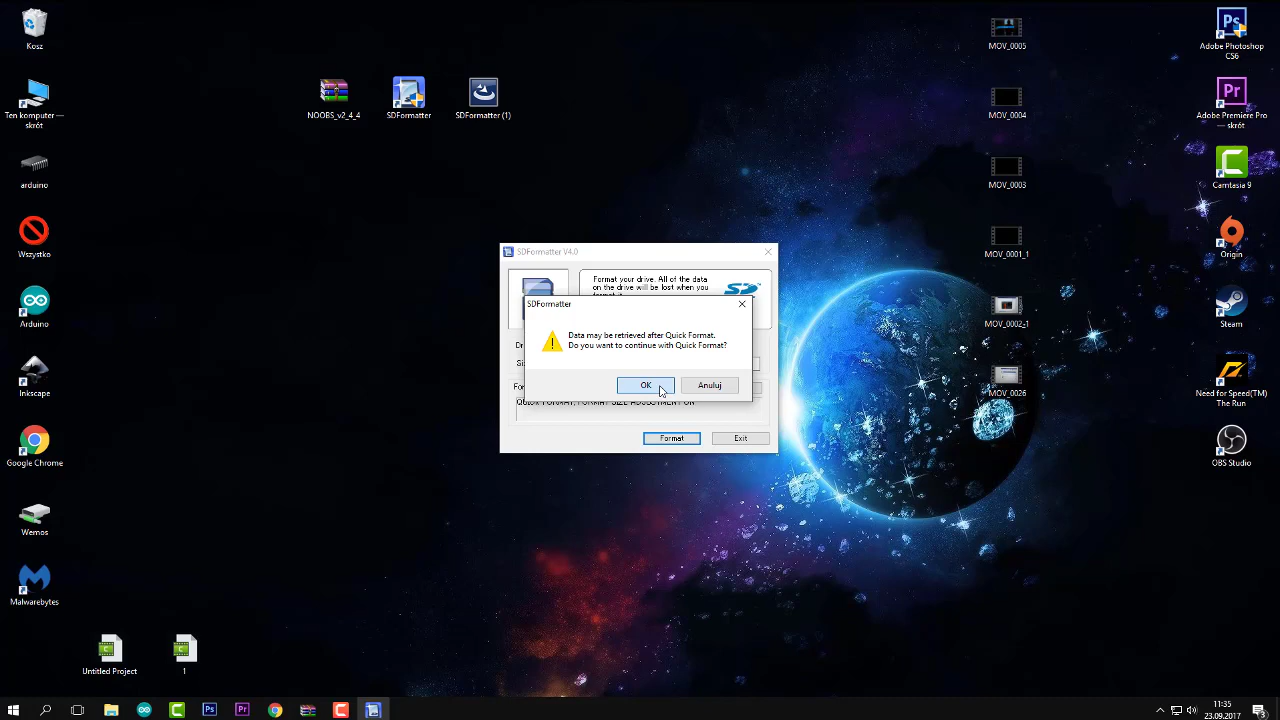 Kosz
Ten komputer — skrót
arduino
Wszystko
Arduino
Inkscape
Google Chrome
Wemos
Malwarebytes
Untitled Project
1
NOOBS_v2_4_4
SDFormatter
SDFormatter (1)
SDFormatter V4.0
Format your drive. All of the data
on the drive will be lost when you
SDFormatter
Data may be retrieved after Quick Format.
Do you want to continue with Quick Format?
OK
Anuluj
QUICK FORMAT, FORMAT SIZE ADJUSTMENT ON
Format
Exit
MOV_0005
MOV_0004
MOV_0003
MOV_0001_1
MOV_0002-1
MOV_0026
Adobe Photoshop
CS6
Adobe Premiere Pro
— skrót
Camtasia 9
Origin
Steam
Need for Speed™
The Run
OBS Studio
11:35
23.09.2017